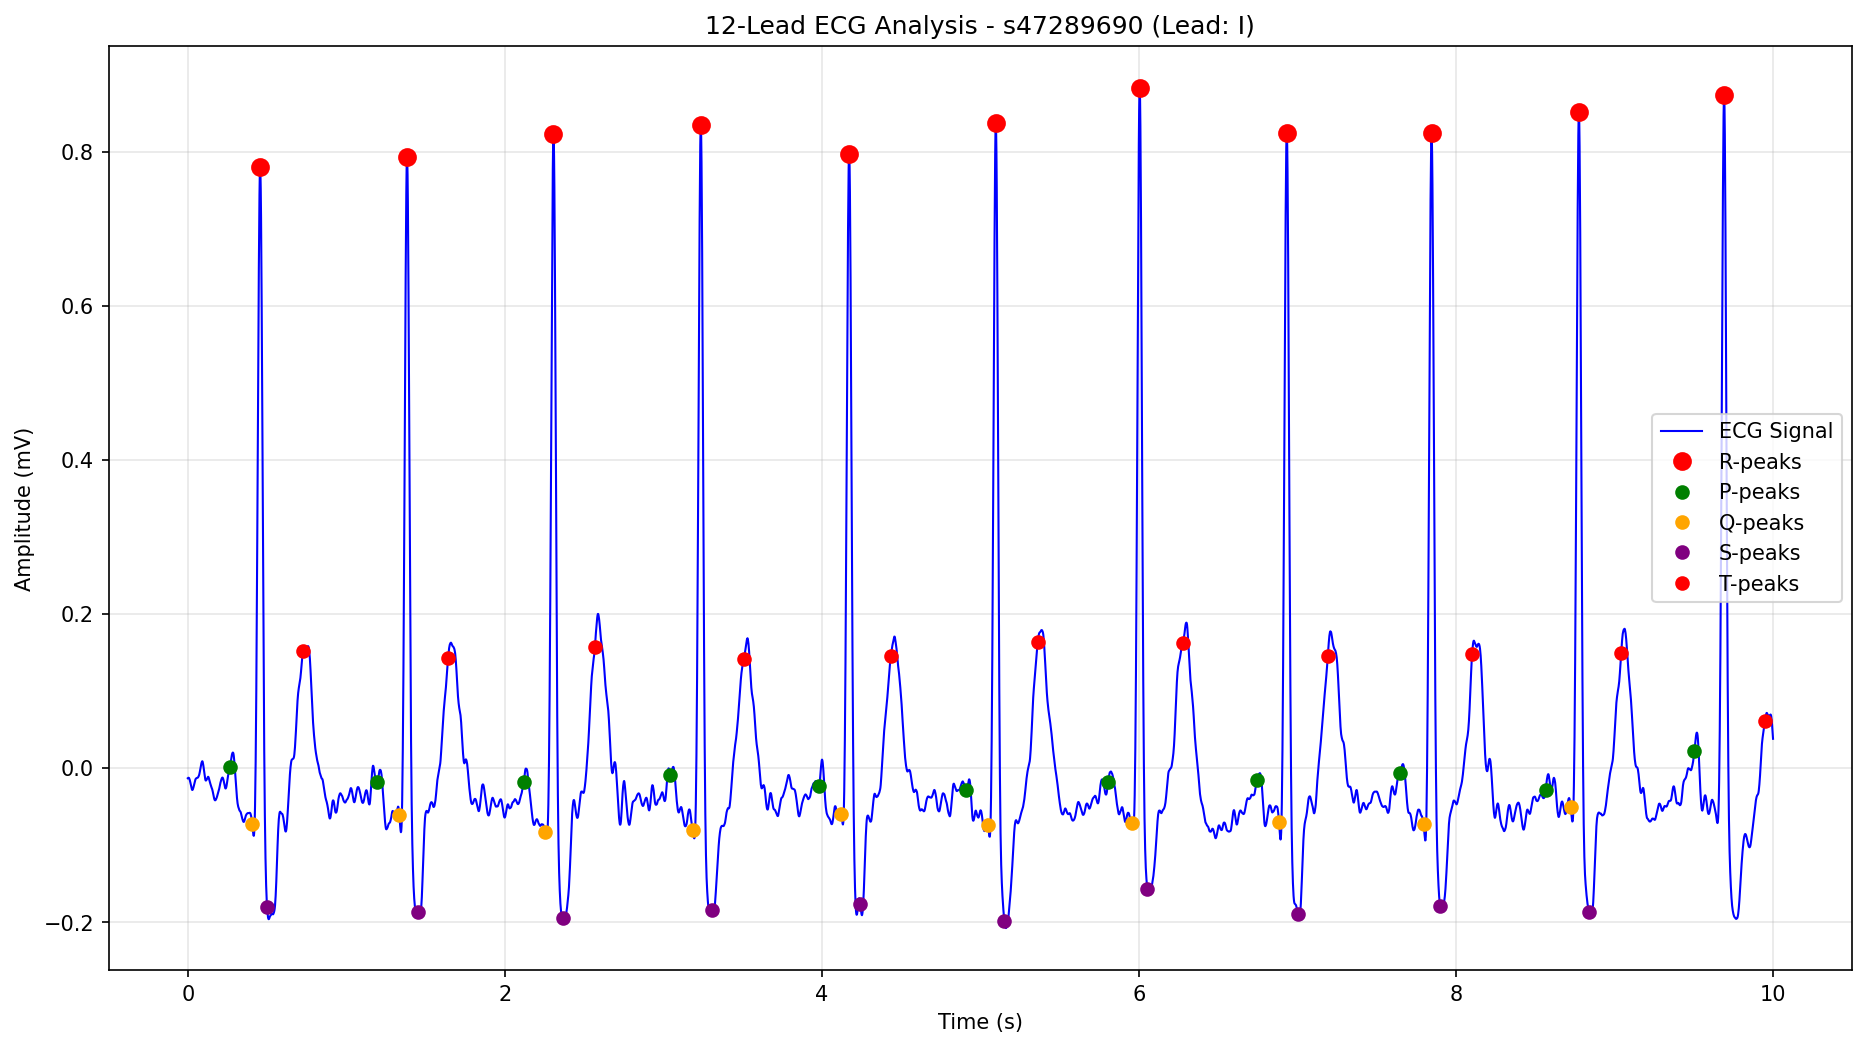 12-Lead ECG Analysis - s47289690 (Lead: I)
Amplitude (mV)
0.8
0.6
0.4
0.2
0.0
−0.2
ECG Signal
R-peaks
P-peaks
Q-peaks
S-peaks
T-peaks
0 2 4 6 8 10
Time (s)